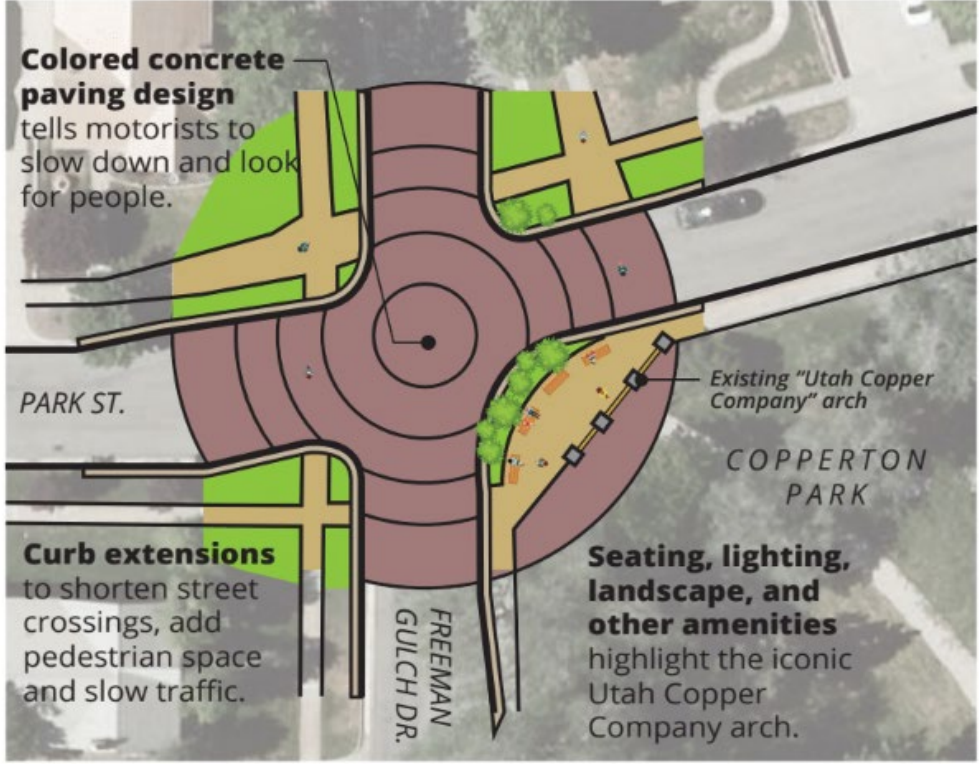 Colored concrete
paving design
tells motorists to
slow down and look
for people.
PARK ST.
Existing "Utah Copper
Company" arch
COPPERTON
PARK
Curb extensions
to shorten street
crossings, add
pedestrian space
and slow traffic.
FREEMAN
GULCH DR.
Seating, lighting,
landscape, and
other amenities
highlight the iconic
Utah Copper
Company arch.